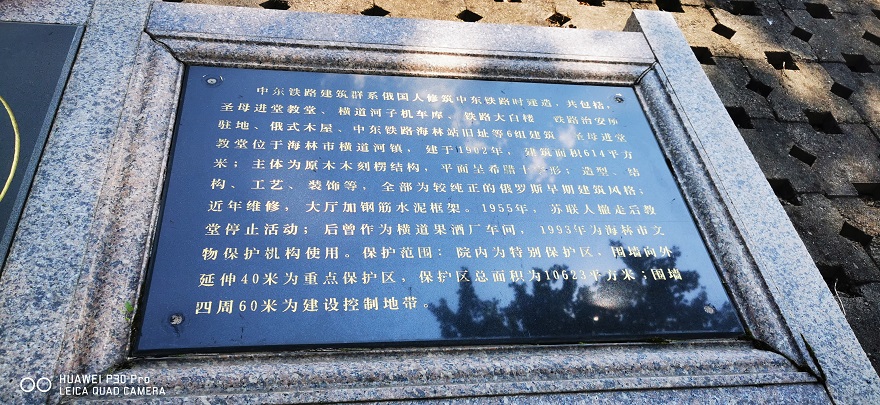 中东铁路建筑群系俄国人修筑中东铁路时建造，共包括，
圣母进堂教堂、横道河子机车库、铁路大白楼、铁路治安
驻地、俄式木屋、中东铁路海林站旧址等6组建筑，圣母进堂
教堂位于海林市横道河镇，建于1902年，建筑面积614平方
米；主体为原木木刻楞结构，平面呈希腊十字形；造型、结
构、工艺、装饰等，全部为较纯正的俄罗斯早期建筑风格；
近年维修，大厅加钢筋水泥框架。1955年，苏联人撤走后教
堂停止活动；后曾作为横道果酒厂车间，1993年为海林市文
物保护机构使用。保护范围：院内为特别保护区，围墙向外
延伸40米为重点保护区，保护区总面积为10623平方米；围墙
四周60米为建设控制地带。
HUAWEI P30 Pro
LEICA QUAD CAMERA